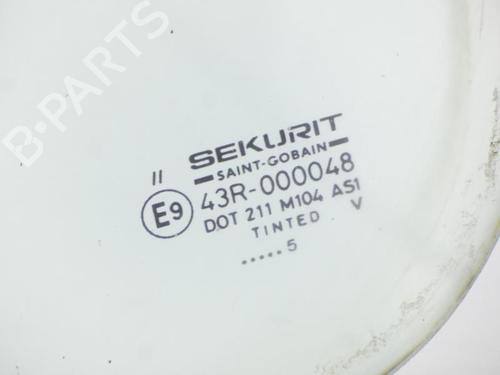 B-PARTS
SEKURIT
SAINT-GOBAIN
II
E9
43R-000048
DOT 211 M104 AS1
TINTED V
.....5